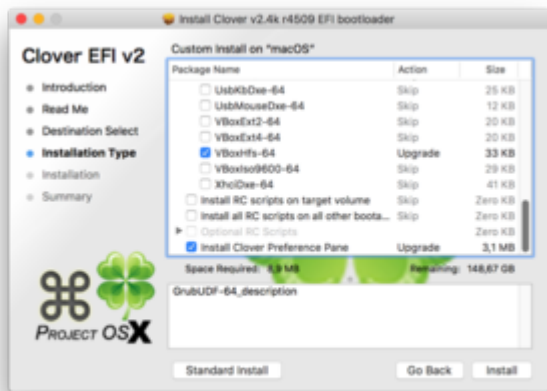 Install Clover v2.4k r4509 EFI bootloader
Clover EFI v2
Introduction
Read Me
Destination Select
Installation Type
Installation
Summary
PROJECT OSX
Custom Install on "macOS"
Package Name Action Size
UsbKbDxe-64 Skip 25 KB
UsbMouseDxe-64 Skip 12 KB
VBoxExt2-64 Skip 20 KB
VBoxExt4-64 Skip 20 KB
VBoxHfs-64 Upgrade 33 KB
VBoxIso9600-64 Skip 29 KB
XhciDxe-64 Skip 41 KB
Install RC scripts on target volume Skip Zero KB
Install all RC scripts on all other boota... Skip Zero KB
Optional RC Scripts Zero KB
Install Clover Preference Pane Upgrade 3,1 MB
Space Required: 8,9 MB Remaining: 148,67 GB
GrubUDF-64_description
Standard Install Go Back Install